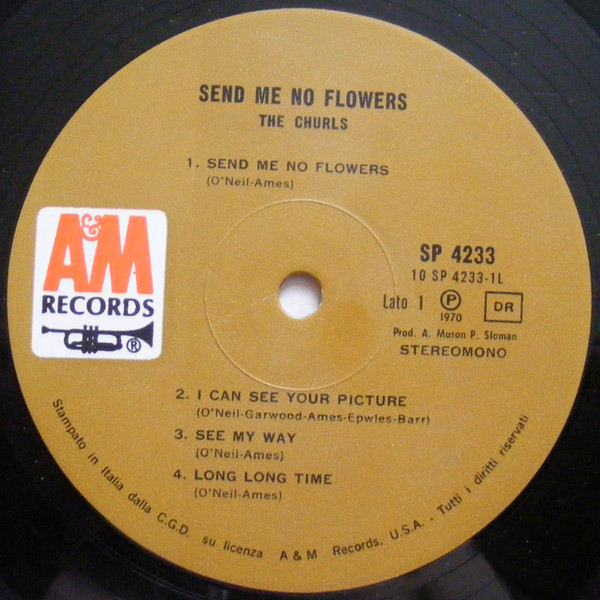 SEND ME NO FLOWERS
THE CHURLS
1. SEND ME NO FLOWERS
(O'Neil-Ames)
A&M
RECORDS
®
SP 4233
10 SP 4233-1L
Lato 1 Ⓟ DR
1970
Prod. A. Muson P. Sloman
STEREOMONO
2. I CAN SEE YOUR PICTURE
(O'Neil-Garwood-Ames-Epwles-Barr)
3. SEE MY WAY
(O'Neil-Ames)
4. LONG LONG TIME
(O'Neil-Ames)
Stampato in Italia dalla C.G.D. su licenza A & M Records, U.S.A. - Tutti i diritti riservati